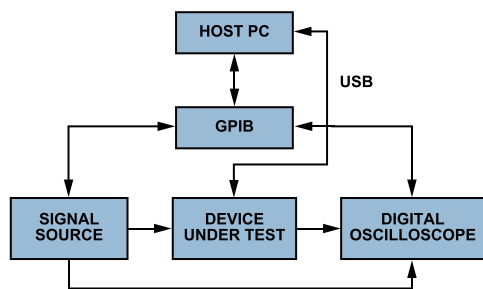 HOST PC
USB
GPIB
SIGNAL
SOURCE
DEVICE
UNDER TEST
DIGITAL
OSCILLOSCOPE